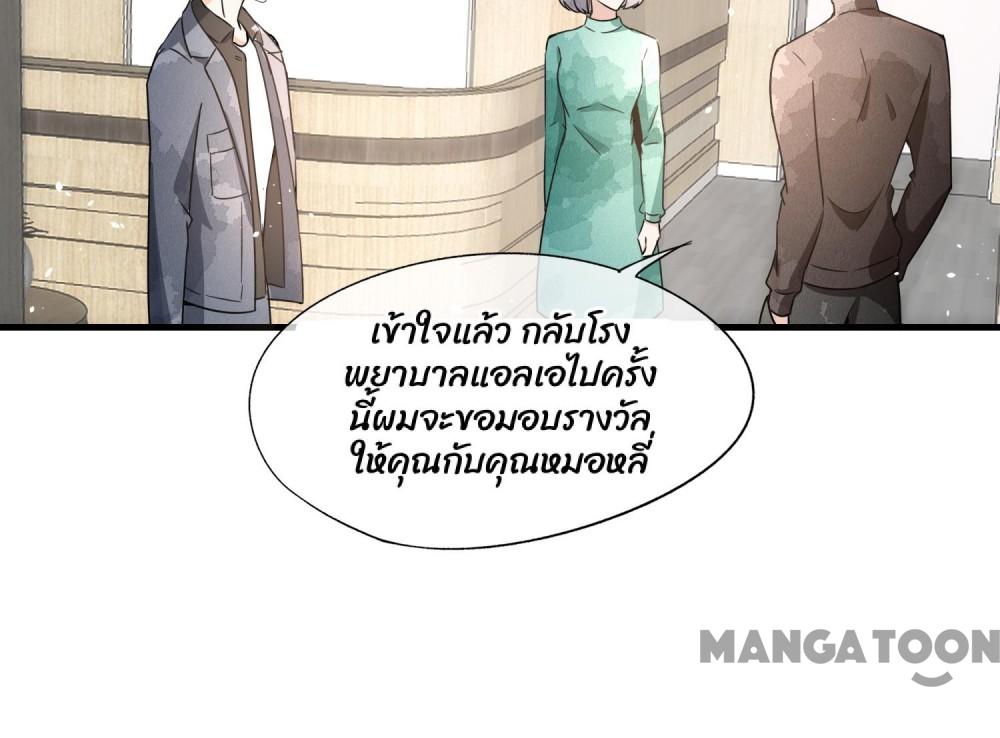 เข้าใจแล้ว กลับโรง
พยาบาลแอลเอไปครั้ง
นี้ผมจะขอมอบรางวัล
ให้คุณกับคุณหมอหลี่
MANGATOON